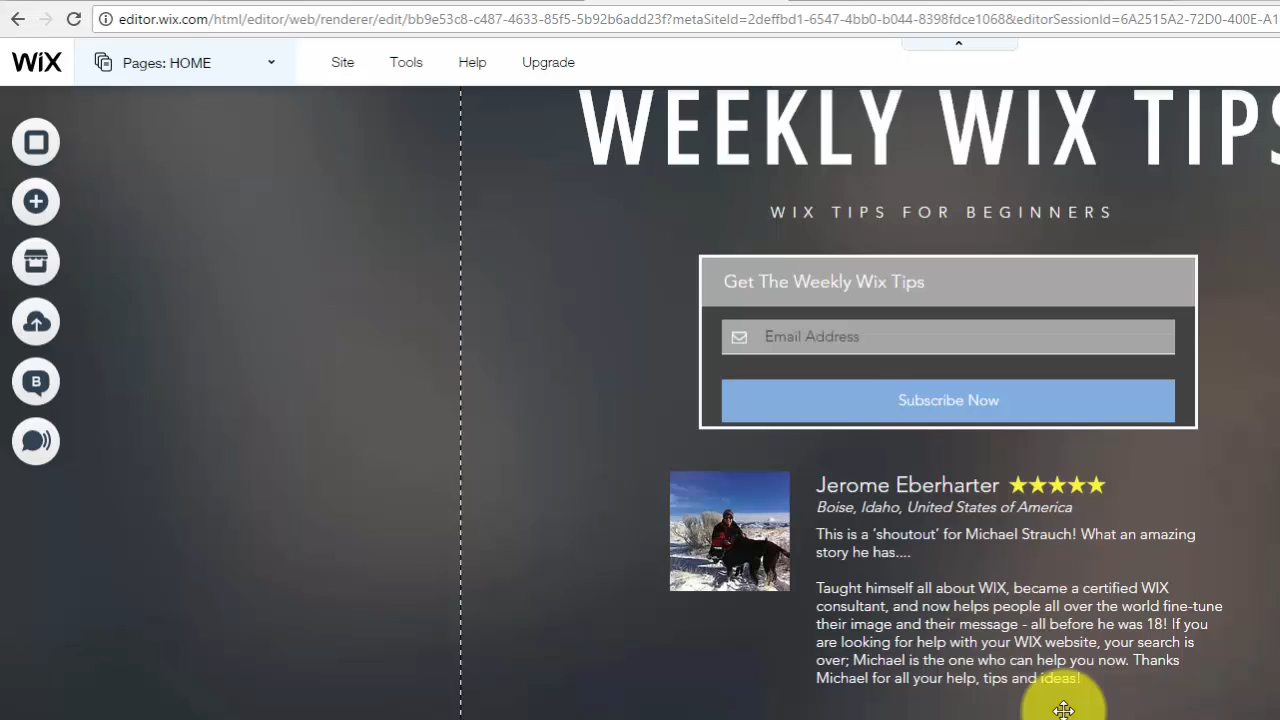 editor.wix.com/html/editor/web/renderer/edit/bb9e53c8-c487-4633-85f5-5b92b6add23f?metaSiteId=2deffbd1-6547-4bb0-b044-8398fdce1068&editorSessionId=6A2515A2-72D0-400E-A1
WiX Pages: HOME Site Tools Help Upgrade
WEEKLY WIX TIPS
WIX TIPS FOR BEGINNERS
Get The Weekly Wix Tips
Email Address
B
Subscribe Now
Jerome Eberharter ★★★★★
Boise, Idaho, United States of America
This is a ‘shoutout’ for Michael Strauch! What an amazing
story he has....
Taught himself all about WIX, became a certified WIX
consultant, and now helps people all over the world fine-tune
their image and their message - all before he was 18! If you
are looking for help with your WIX website, your search is
over; Michael is the one who can help you now. Thanks
Michael for all your help, tips and ideas!